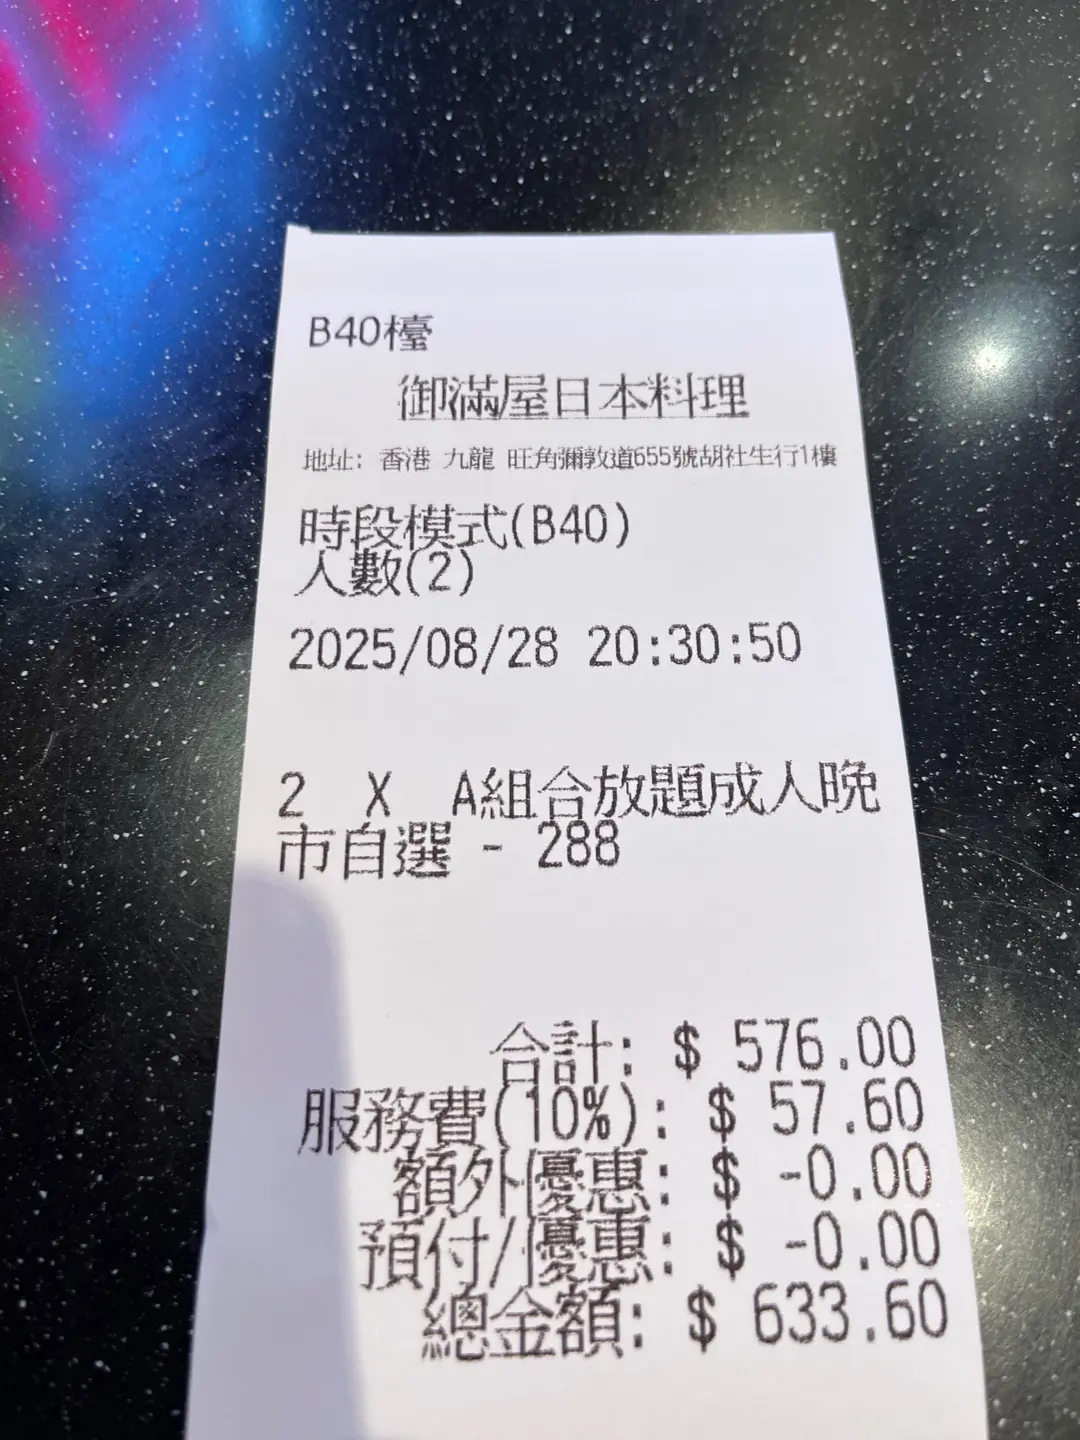 B40檯
御滿屋日本料理
地址: 香港 九龍 旺角彌敦道655號胡社生行1樓
時段模式(B40)
人數(2)
2025/08/28 20:30:50
2 X A組合放題成人晚
市自選 - 288
合計: $ 576.00
服務費(10%): $ 57.60
額外優惠: $ -0.00
預付/優惠: $ -0.00
總金額: $ 633.60